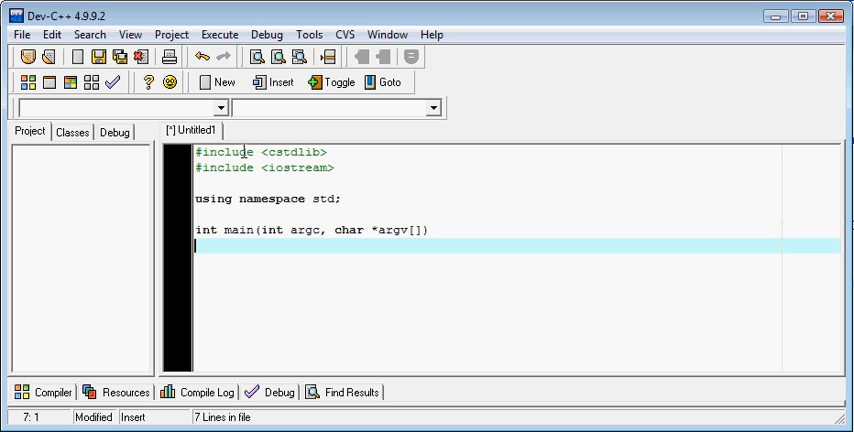 Dev-C++ 4.9.9.2
File Edit Search View Project Execute Debug Tools CVS Window Help
New Insert Toggle Goto
Project Classes Debug
[*] Untitled1
#include <cstdlib>
#include <iostream>
using namespace std;
int main(int argc, char *argv[])
Compiler Resources Compile Log Debug Find Results
7: 1 Modified Insert 7 Lines in file